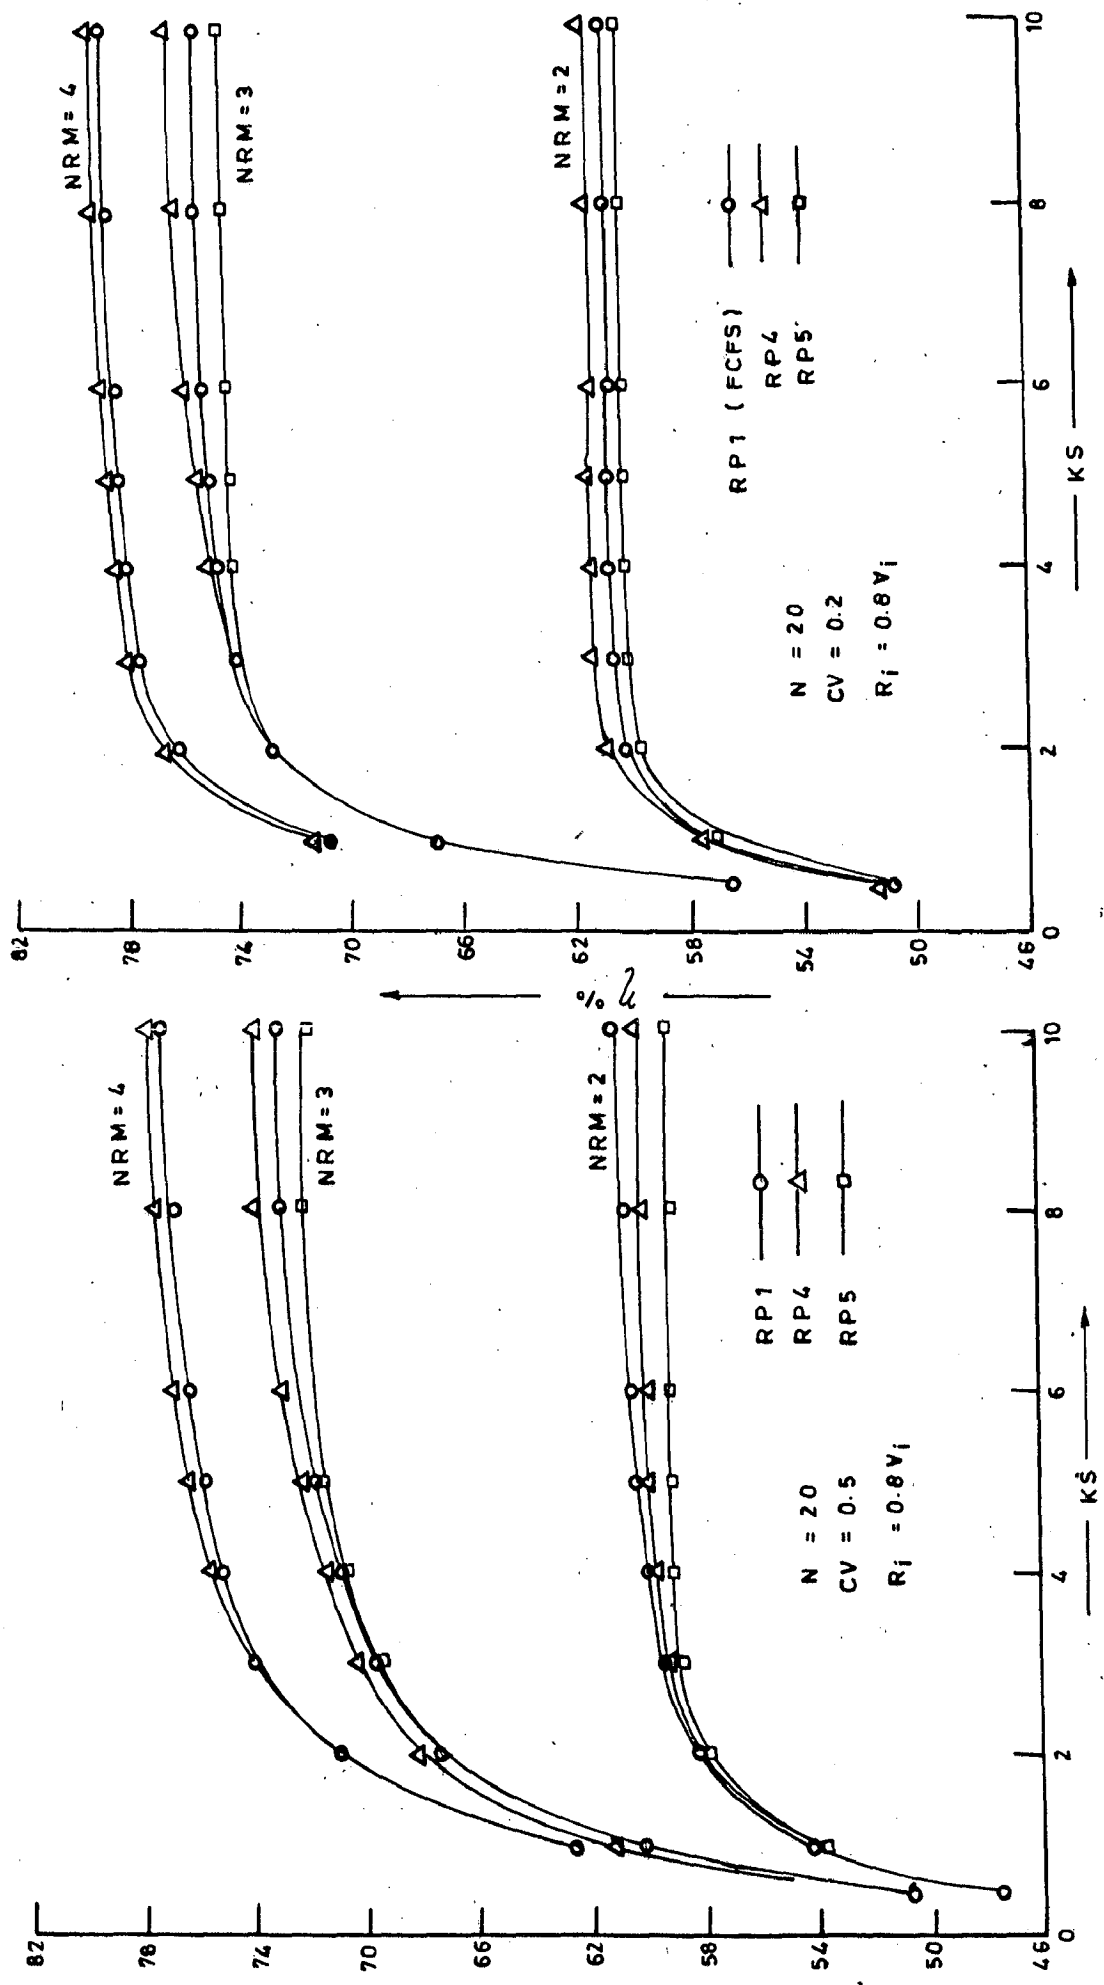 82
78
74
70
66
62
58
54
50
46
NRM = 4
NRM = 3
NRM = 2
RP1
RP4
RP5
N = 20
CV = 0.5
Ri = 0.8 ∀i
0 2 4 6 8 10
KS
η %
82
78
74
70
66
62
58
54
50
46
NRM = 4
NRM = 3
NRM = 2
RP1 (FCFS)
RP4
RP5
N = 20
CV = 0.2
Ri = 0.8 ∀i
0 2 4 6 8 10
KS